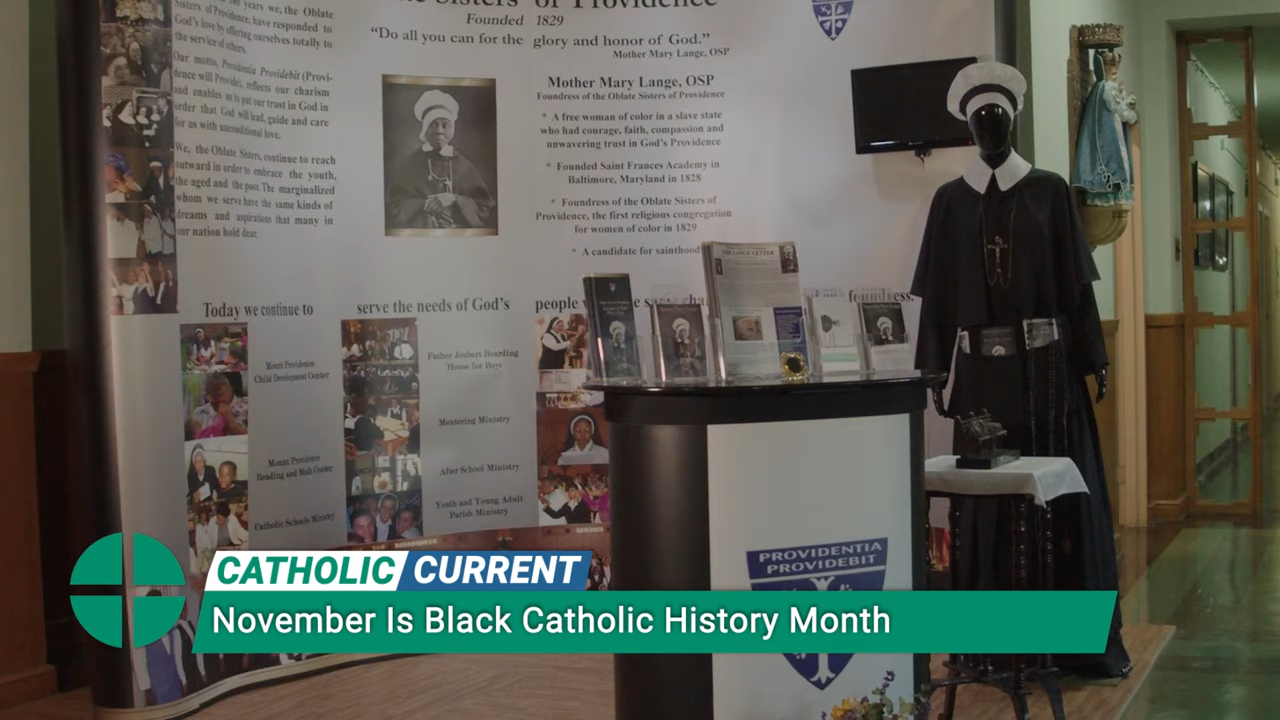 the Sisters of Providence
Founded 1829
"Do all you can for the glory and honor of God."
Mother Mary Lange, OSP
years we, the Oblate
Sisters of Providence, have responded to
God's love by offering ourselves totally to
the service of others.
Our motto, Providentia Providebit (Provi-
dence will Provide), reflects our charism
and enables us to put our trust in God in
order that God will lead, guide and care
for us with unconditional love.
We, the Oblate Sisters, continue to reach
outward in order to embrace the youth,
the aged and the poor. The marginalized
whom we serve have the same kinds of
dreams and aspirations that many in
our nation hold dear.
Mother Mary Lange, OSP
Foundress of the Oblate Sisters of Providence
* A free woman of color in a slave state
who had courage, faith, compassion and
unwavering trust in God's Providence
* Founded Saint Frances Academy in
Baltimore, Maryland in 1828
* Foundress of the Oblate Sisters of
Providence, the first religious congregation
for women of color in 1829
* A candidate for sainthood
Today we continue to serve the needs of God's people foundress.
THE LANGE LETTER
Mount Providence
Child Development Center
Mount Providence
Reading and Math Center
Catholic Schools Ministry
Father Joubert Boarding
House for Boys
Mentoring Ministry
After School Ministry
Youth and Young Adult
Parish Ministry
PROVIDENTIA
PROVIDEBIT
CATHOLIC CURRENT
November Is Black Catholic History Month